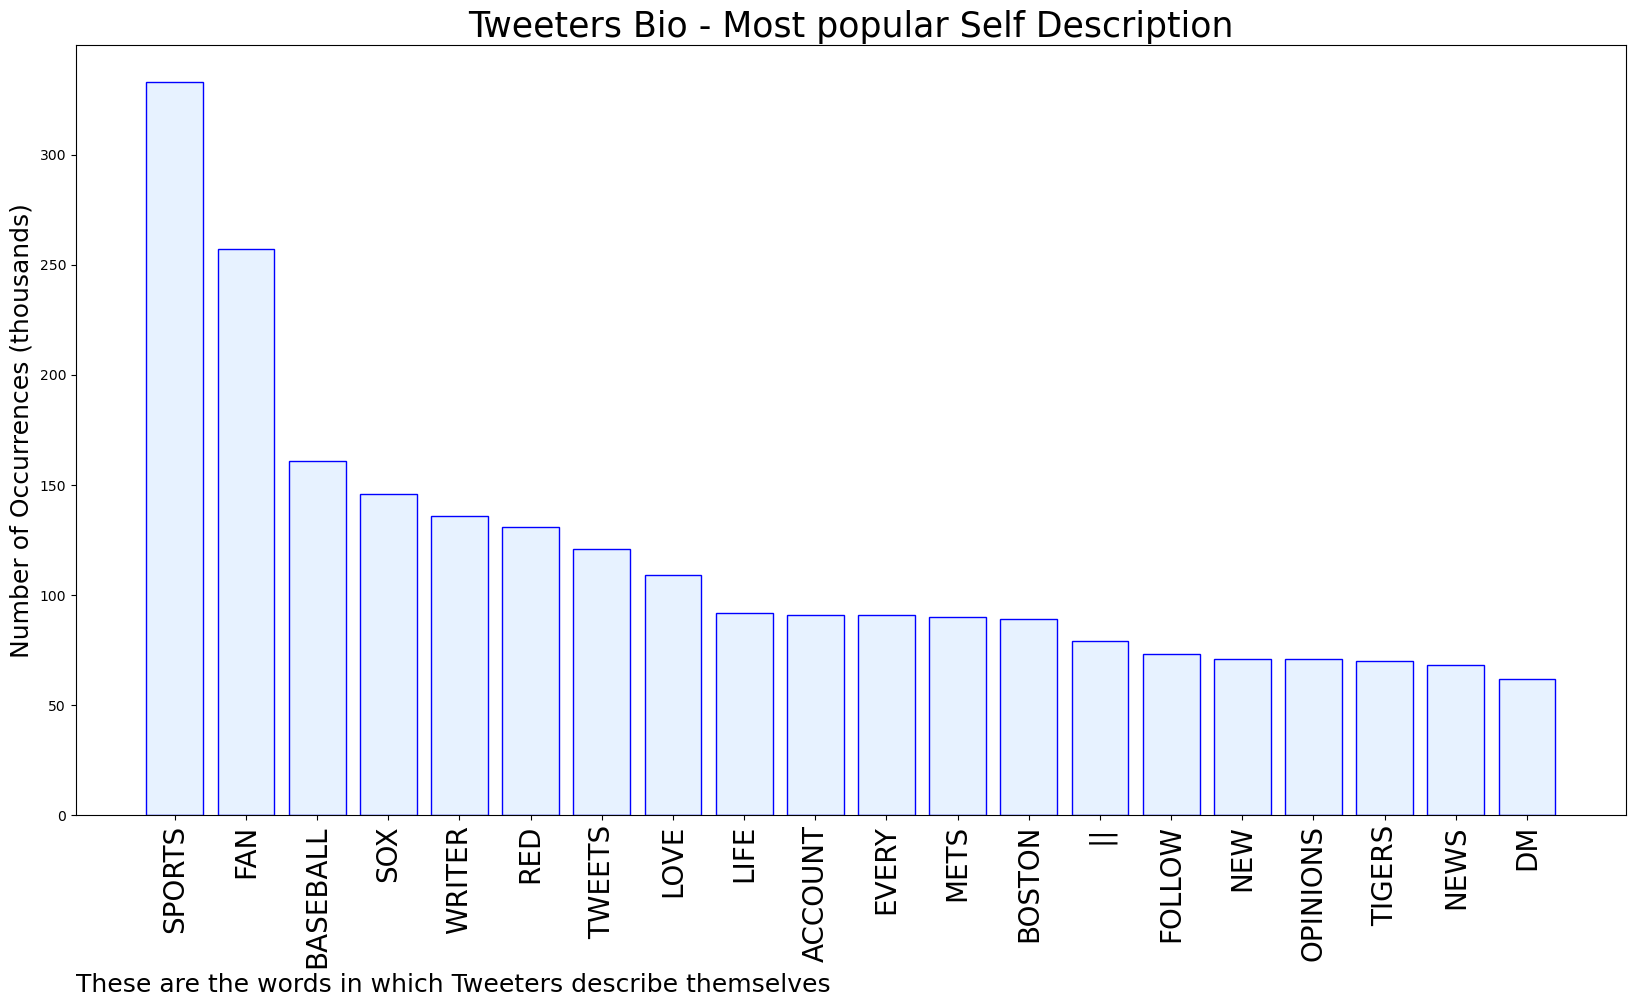 Tweeters Bio - Most popular Self Description
Number of Occurrences (thousands)
300
250
200
150
100
50
0
SPORTS
FAN
BASEBALL
SOX
WRITER
RED
TWEETS
LOVE
LIFE
ACCOUNT
EVERY
METS
BOSTON
||
FOLLOW
NEW
OPINIONS
TIGERS
NEWS
DM
These are the words in which Tweeters describe themselves